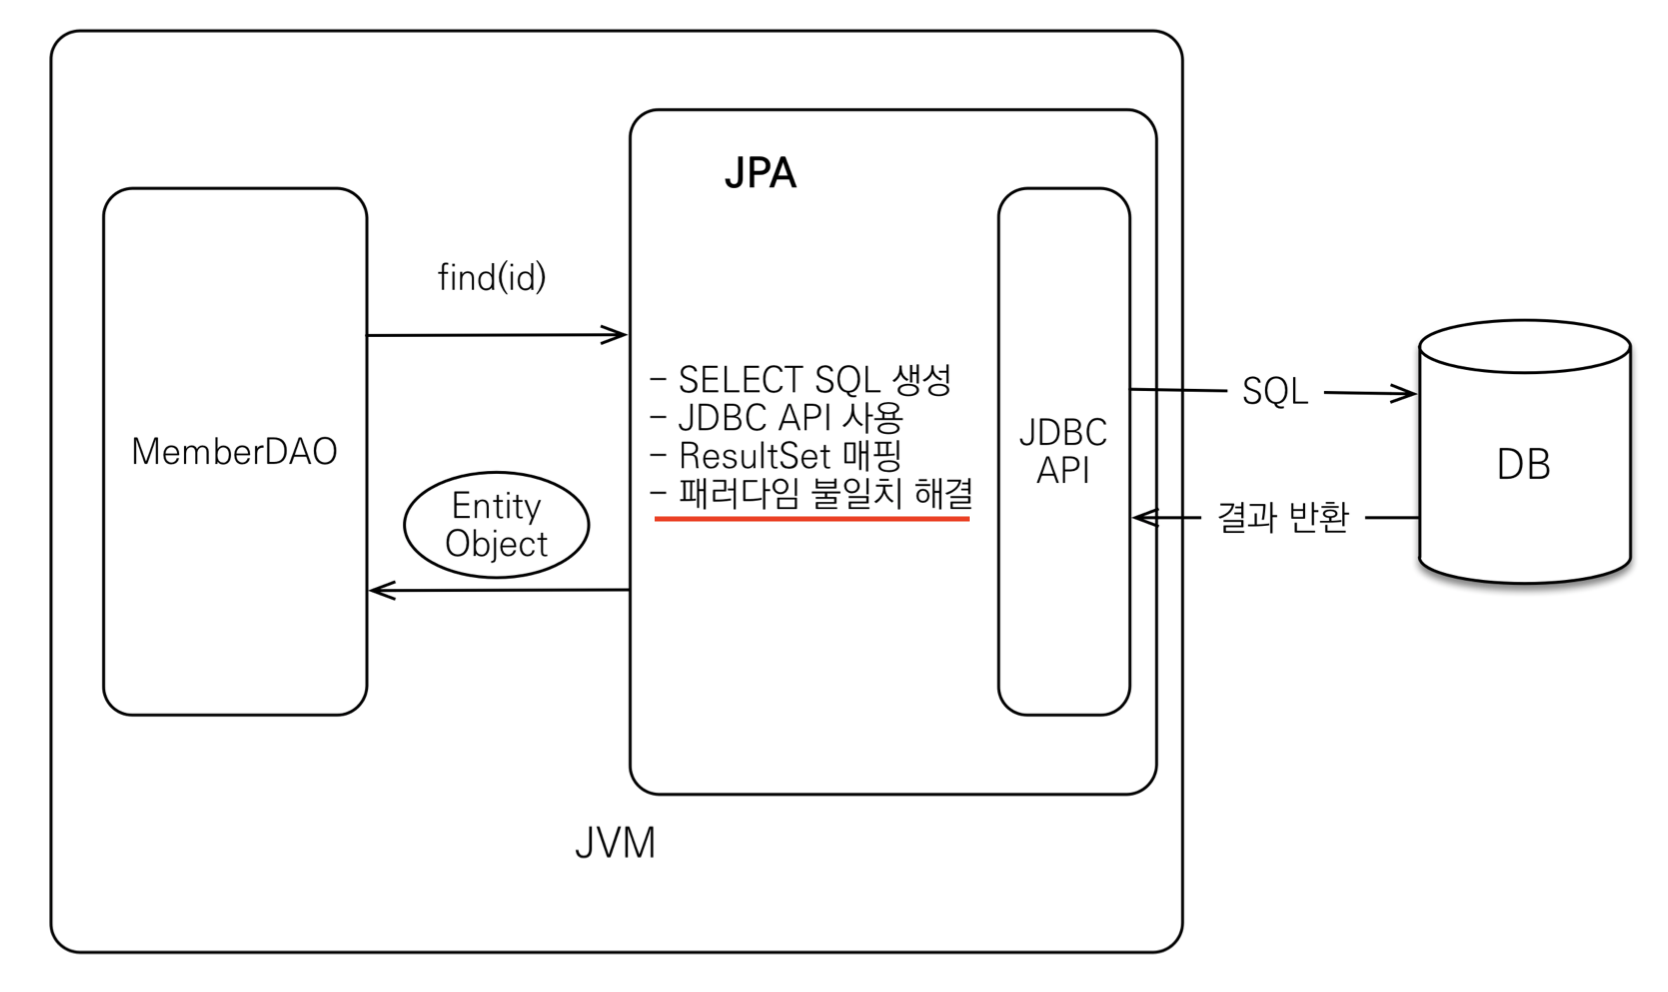 JPA
find(id)
- SELECT SQL 생성
- JDBC API 사용
- ResultSet 매핑
- 패러다임 불일치 해결
MemberDAO
Entity
Object
JDBC
API
SQL
결과 반환
DB
JVM